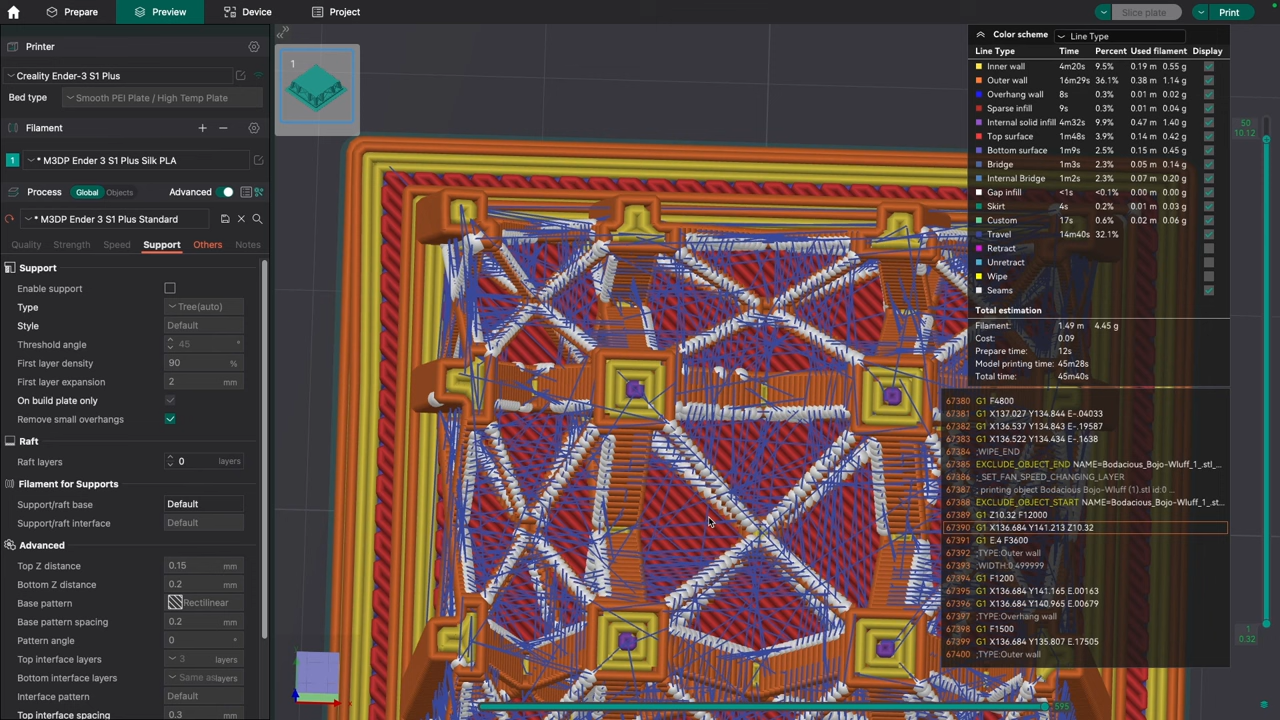 Prepare Preview Device Project Slice plate Print
Printer
Creality Ender-3 S1 Plus
Bed type Smooth PEI Plate / High Temp Plate
Filament
1 * M3DP Ender 3 S1 Plus Silk PLA
Process Global Objects Advanced
* M3DP Ender 3 S1 Plus Standard
Quality Strength Speed Support Others Notes
Support
Enable support
Type Tree(auto)
Style Default
Threshold angle 45 °
First layer density 90 %
First layer expansion 2 mm
On build plate only
Remove small overhangs
Raft
Raft layers 0 layers
Filament for Supports
Support/raft base Default
Support/raft interface Default
Advanced
Top Z distance 0.15 mm
Bottom Z distance 0.2 mm
Base pattern Rectilinear
Base pattern spacing 0.2 mm
Pattern angle 0 °
Top interface layers 3 layers
Bottom interface layers Same as layers
Interface pattern Default
Top interface spacing 0.3 mm
1
Color scheme Line Type
Line Type Time Percent Used filament Display
Inner wall 4m20s 9.5% 0.19 m 0.55 g
Outer wall 16m29s 36.1% 0.38 m 1.14 g
Overhang wall 8s 0.3% 0.01 m 0.02 g
Sparse infill 9s 0.3% 0.01 m 0.04 g
Internal solid infill 4m32s 9.9% 0.47 m 1.40 g
Top surface 1m48s 3.9% 0.14 m 0.42 g
Bottom surface 1m9s 2.5% 0.15 m 0.45 g
Bridge 1m3s 2.3% 0.05 m 0.14 g
Internal Bridge 1m2s 2.3% 0.07 m 0.20 g
Gap infill <1s <0.1% 0.00 m 0.00 g
Skirt 4s 0.2% 0.01 m 0.03 g
Custom 17s 0.6% 0.02 m 0.06 g
Travel 14m40s 32.1%
Retract
Unretract
Wipe
Seams
Total estimation
Filament: 1.49 m 4.45 g
Cost: 0.09
Prepare time: 12s
Model printing time: 45m28s
Total time: 45m40s
67380 G1 F4800
67381 G1 X137.027 Y134.844 E-.04033
67382 G1 X136.537 Y134.843 E-.19587
67383 G1 X136.522 Y134.434 E-.1638
67384 ;WIPE_END
67385 EXCLUDE_OBJECT_END NAME=Bodacious_Bojo-Wluff_1_.stl_...
67386 ;_SET_FAN_SPEED_CHANGING_LAYER
67387 ; printing object Bodacious Bojo-Wluff (1).stl id:0 ...
67388 EXCLUDE_OBJECT_START NAME=Bodacious_Bojo-Wluff_1_.st...
67389 G1 Z10.32 F12000
67390 G1 X136.684 Y141.213 Z10.32
67391 G1 E.4 F3600
67392 ;TYPE:Outer wall
67393 ;WIDTH:0.499999
67394 G1 F1200
67395 G1 X136.684 Y141.165 E.00163
67396 G1 X136.684 Y140.965 E.00679
67397 ;TYPE:Overhang wall
67398 G1 F1500
67399 G1 X136.684 Y135.807 E.17505
67400 ;TYPE:Outer wall
50
10.12
1
0.32
595